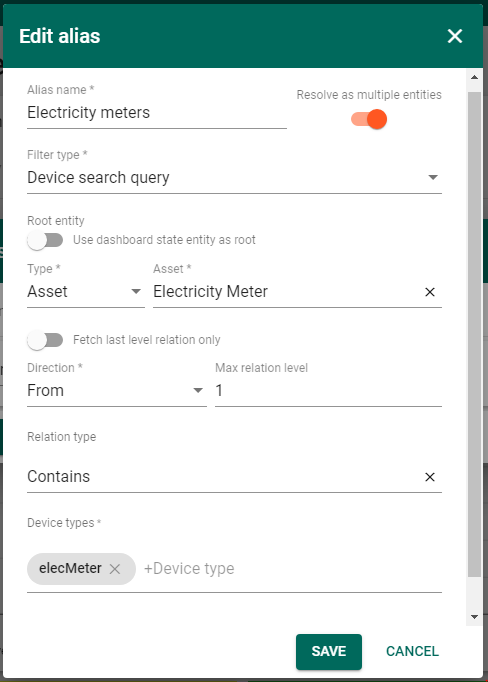 Edit alias
Alias name *
Resolve as multiple entities
Electricity meters
Filter type *
Device search query
Root entity
Use dashboard state entity as root
Type *
Asset *
Asset
Electricity Meter
Fetch last level relation only
Direction *
Max relation level
From
1
Relation type
Contains
Device types *
elecMeter
+Device type
SAVE
CANCEL